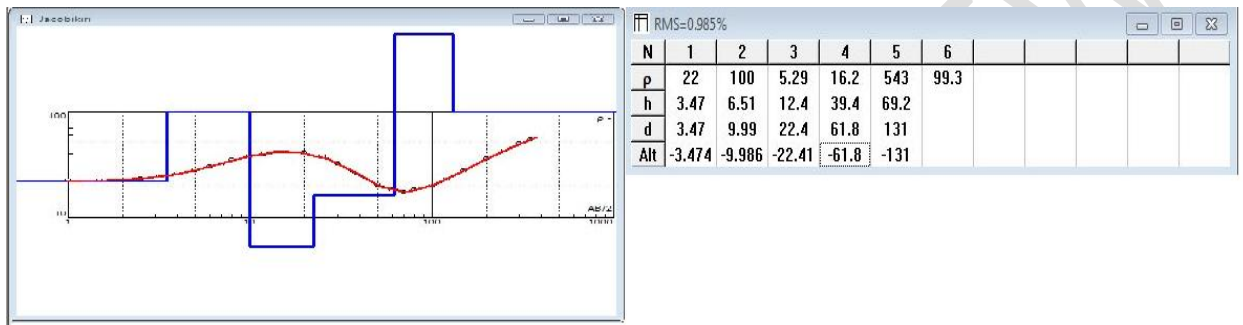 Jacobikiri
100
ρ
10
AB/2
1
10
100
1000
RMS=0.985%
N 1 2 3 4 5 6
ρ 22 100 5.29 16.2 543 99.3
h 3.47 6.51 12.4 39.4 69.2
d 3.47 9.99 22.4 61.8 131
Alt -3.474 -9.986 -22.41 -61.8 -131